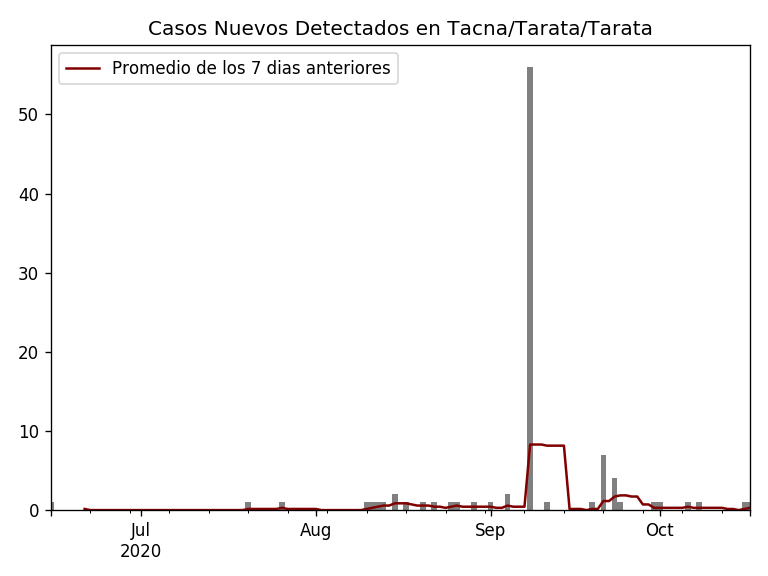 Casos Nuevos Detectados en Tacna/Tarata/Tarata
Promedio de los 7 dias anteriores
50
40
30
20
10
0
Jul Aug Sep Oct
2020